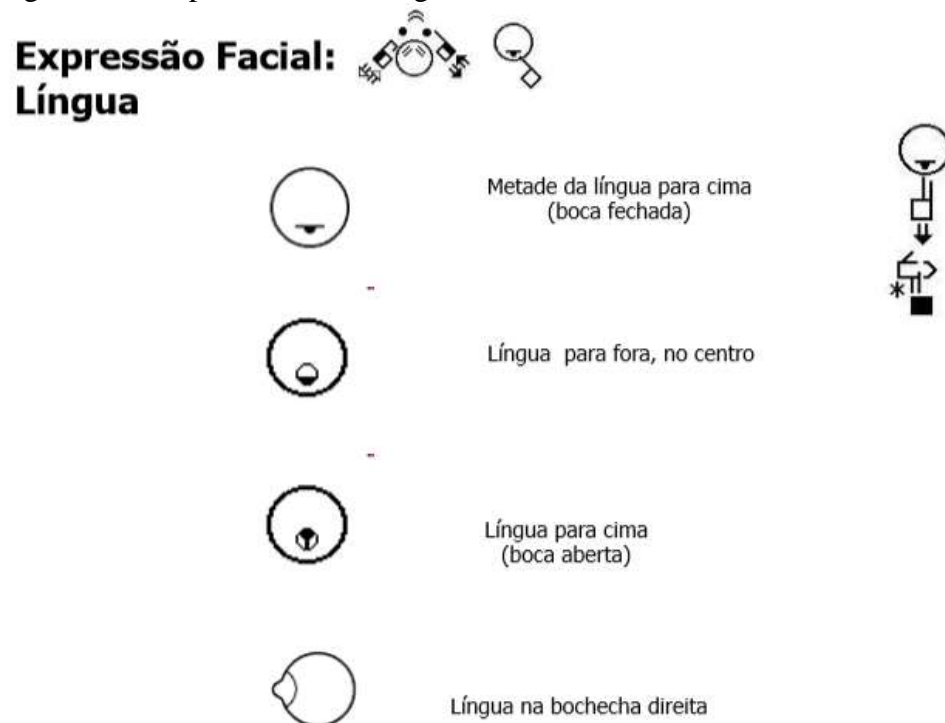 Expressão Facial:
Língua
Metade da língua para cima
(boca fechada)
Língua para fora, no centro
Língua para cima
(boca aberta)
Língua na bochecha direita